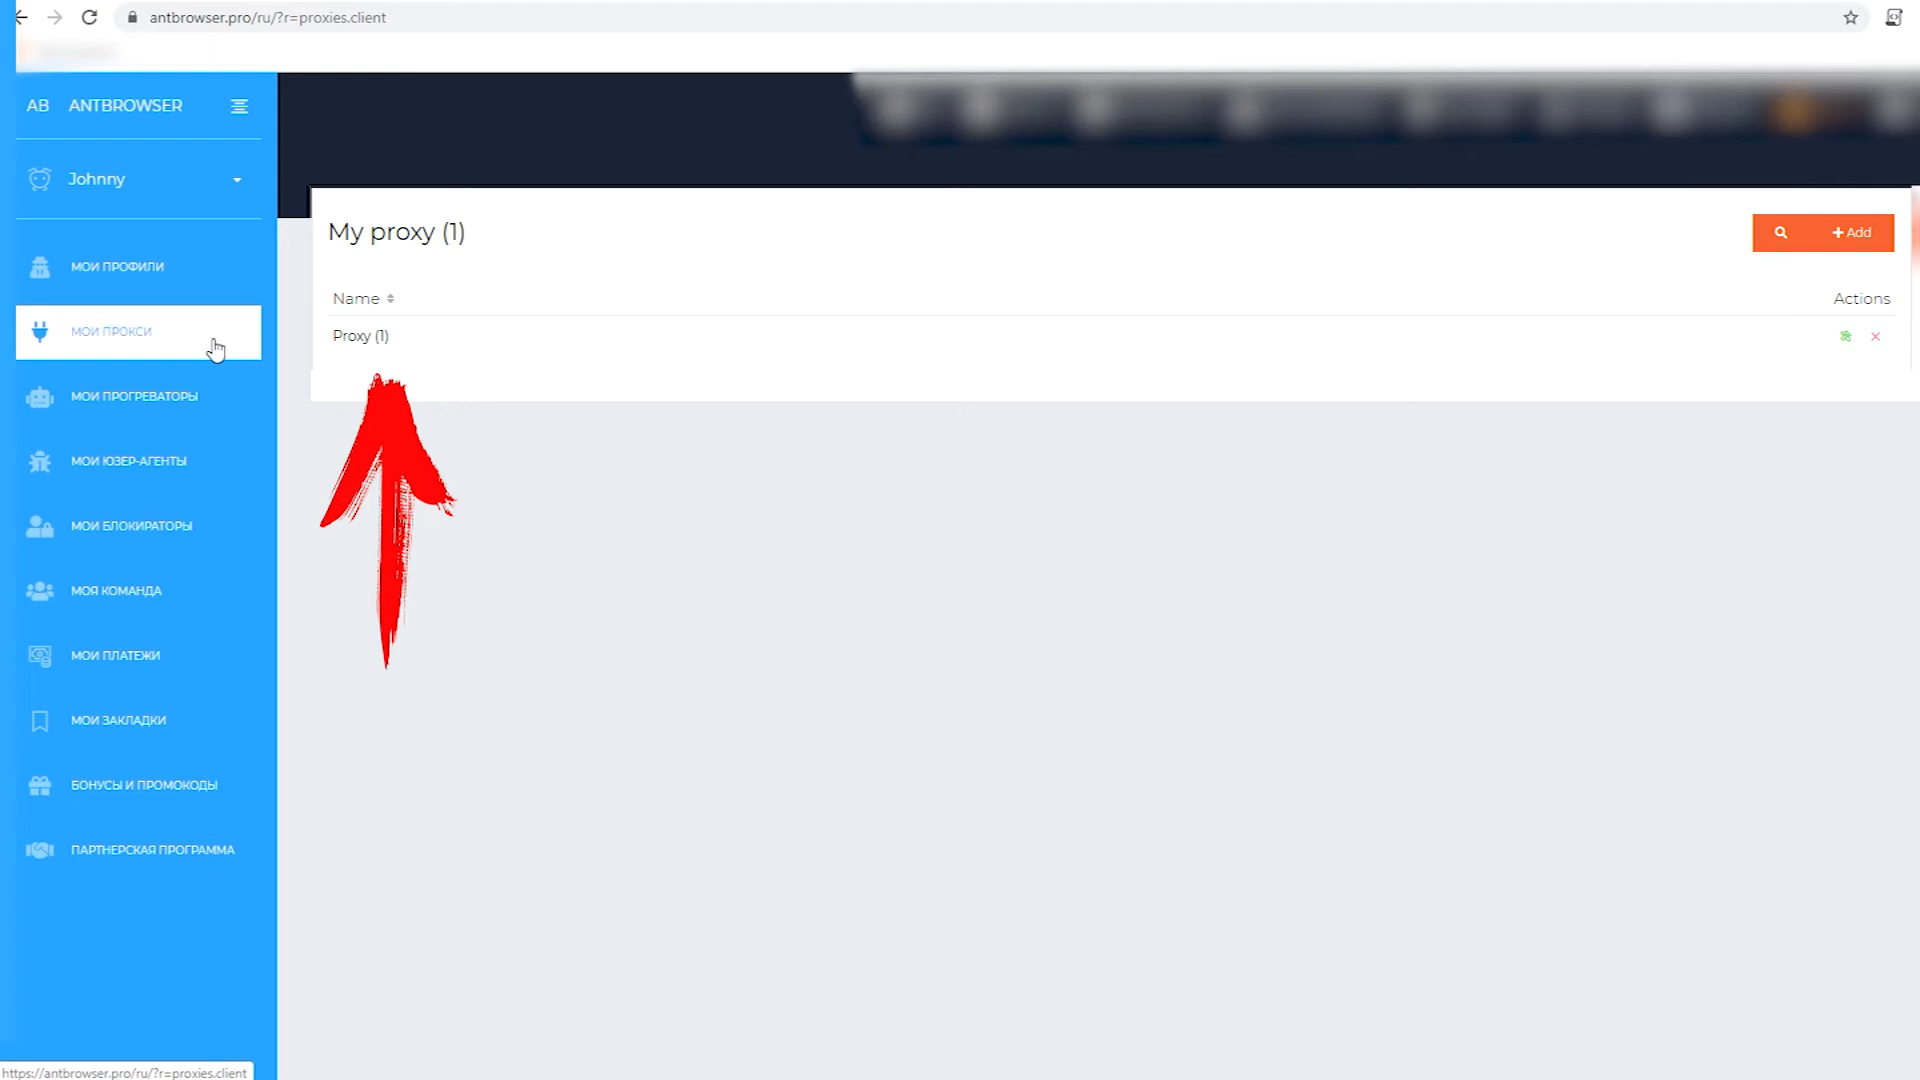 antbrowser.pro/ru/?r=proxies.client
AB ANTBROWSER
Johnny
МОИ ПРОФИЛИ
МОИ ПРОКСИ
МОИ ПРОГРЕВАТОРЫ
МОИ ЮЗЕР-АГЕНТЫ
МОИ БЛОКИРАТОРЫ
МОЯ КОМАНДА
МОИ ПЛАТЕЖИ
МОИ ЗАКЛАДКИ
БОНУСЫ И ПРОМОКОДЫ
ПАРТНЕРСКАЯ ПРОГРАММА
My proxy (1)
Add
Name Actions
Proxy (1)
https://antbrowser.pro/ru/?r=proxies.client